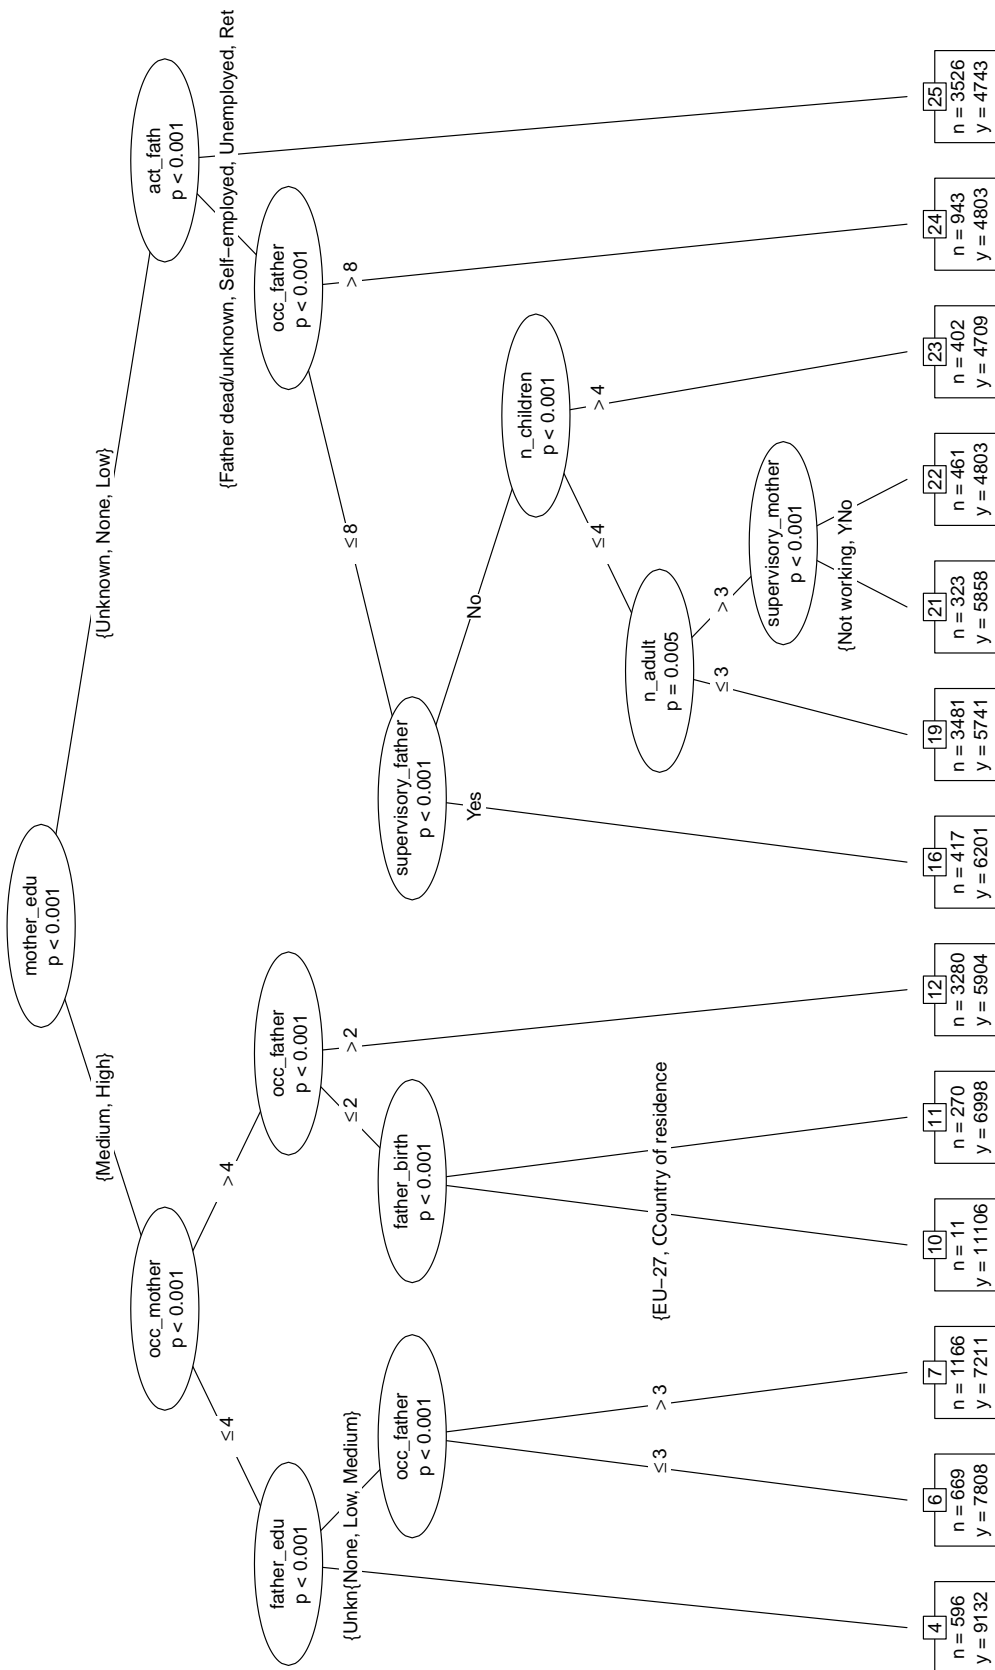 mother_edu
p < 0.001
{Medium, High}
{Unknown, None, Low}
occ_mother
p < 0.001
≤4
>4
father_edu
p < 0.001
{Unkn{None, Low, Medium}
occ_father
p < 0.001
≤3
>3
occ_father
p < 0.001
≤2
>2
father_birth
p < 0.001
{EU−27, CCountry of residence
act_fath
p < 0.001
{Father dead/unknown, Self−employed, Unemployed, Ret
occ_father
p < 0.001
≤8
>8
supervisory_father
p < 0.001
Yes
No
n_children
p < 0.001
≤4
>4
n_adult
p = 0.005
≤3
>3
supervisory_mother
p < 0.001
{Not working, YNo
4
n = 596
y = 9132
6
n = 669
y = 7808
7
n = 1166
y = 7211
10
n = 11
y = 11106
11
n = 270
y = 6998
12
n = 3280
y = 5904
16
n = 417
y = 6201
19
n = 3481
y = 5741
21
n = 323
y = 5858
22
n = 461
y = 4803
23
n = 402
y = 4709
24
n = 943
y = 4803
25
n = 3526
y = 4743